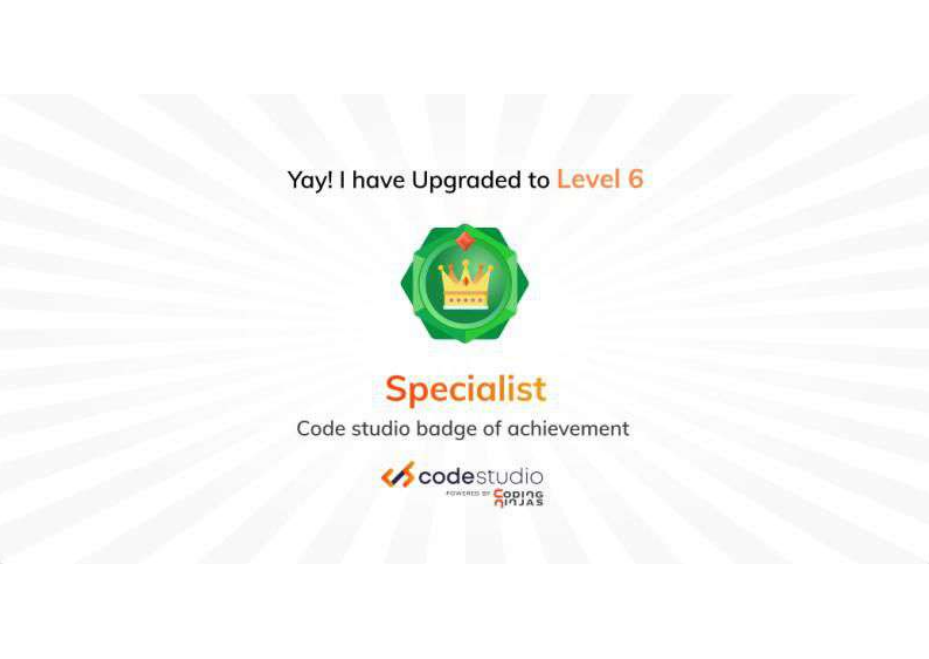 Yay! I have Upgraded to Level 6
Specialist
Code studio badge of achievement
codestudio
POWERED BY CODING
NINJAS